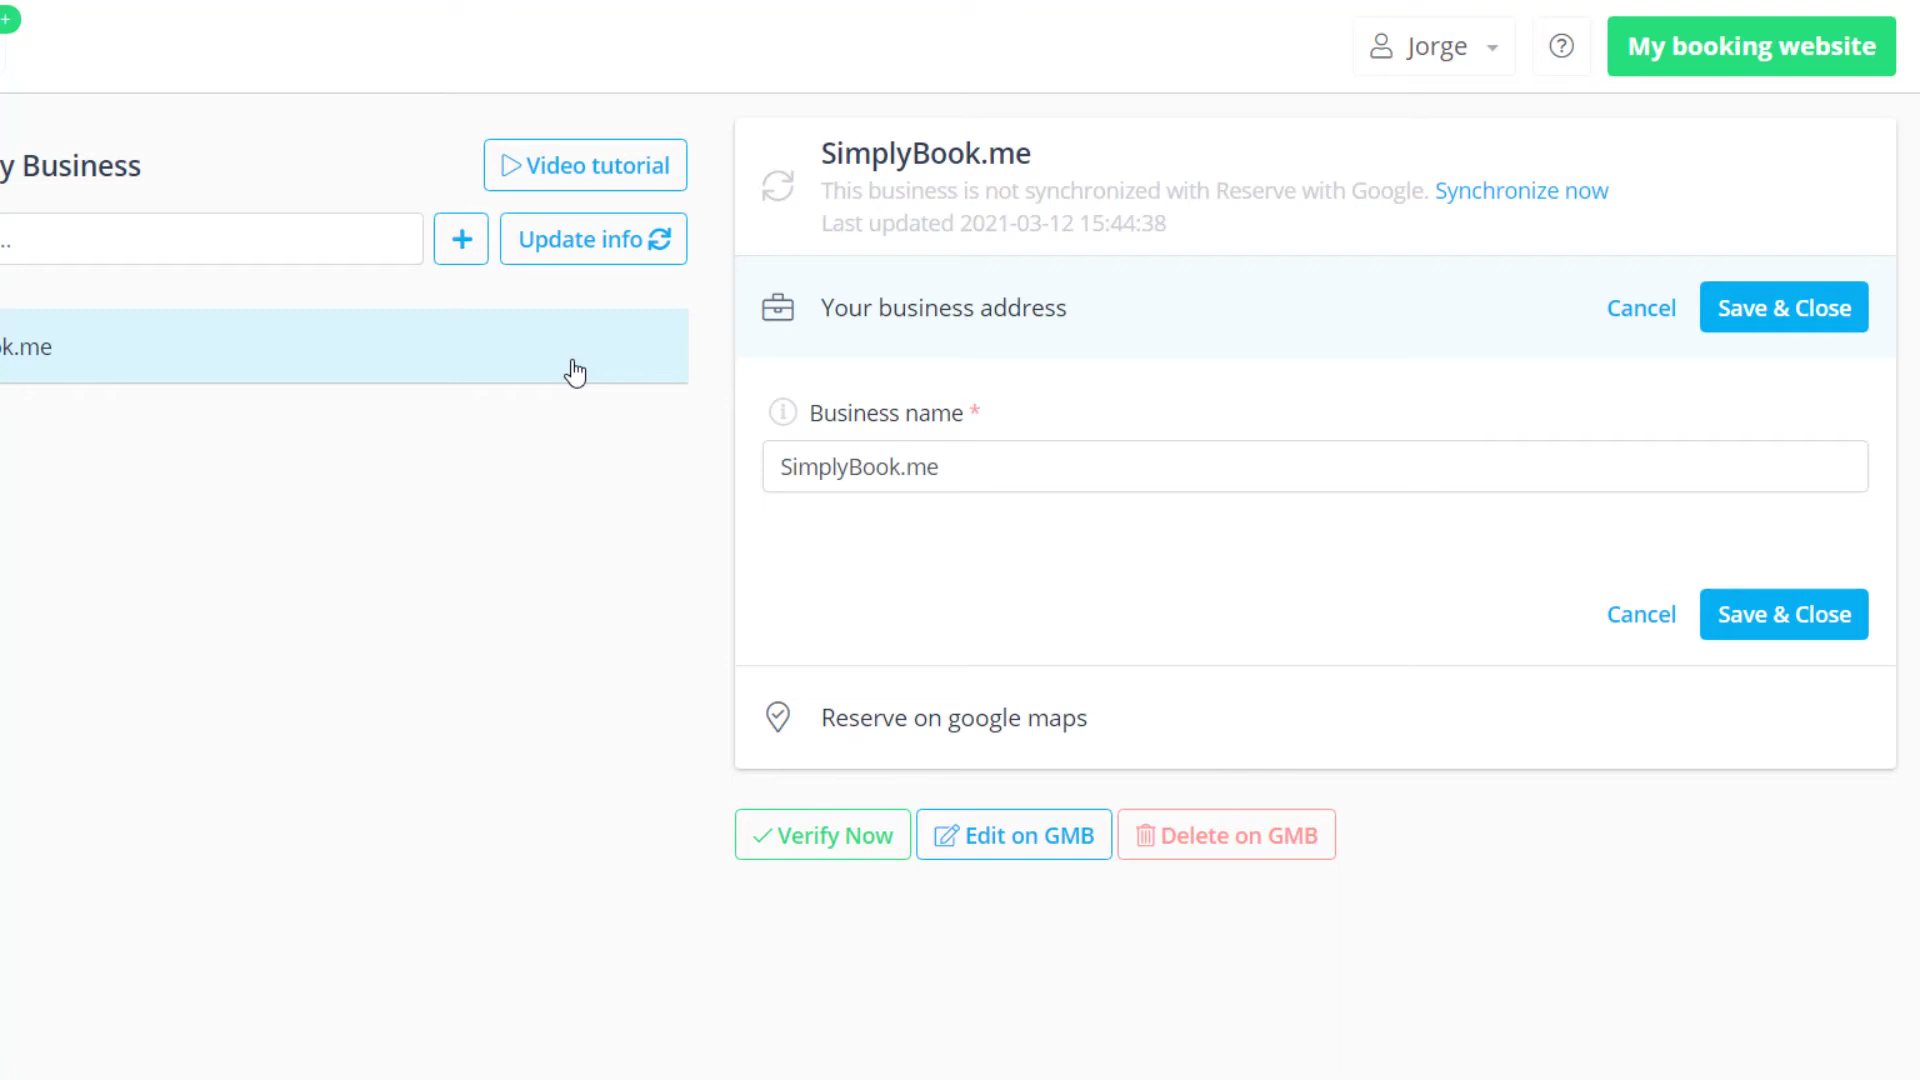 Jorge
My booking website
y Business
Video tutorial
..
Update info
k.me
SimplyBook.me
This business is not synchronized with Reserve with Google. Synchronize now
Last updated 2021-03-12 15:44:38
Your business address
Cancel
Save & Close
Business name *
SimplyBook.me
Cancel
Save & Close
Reserve on google maps
Verify Now
Edit on GMB
Delete on GMB